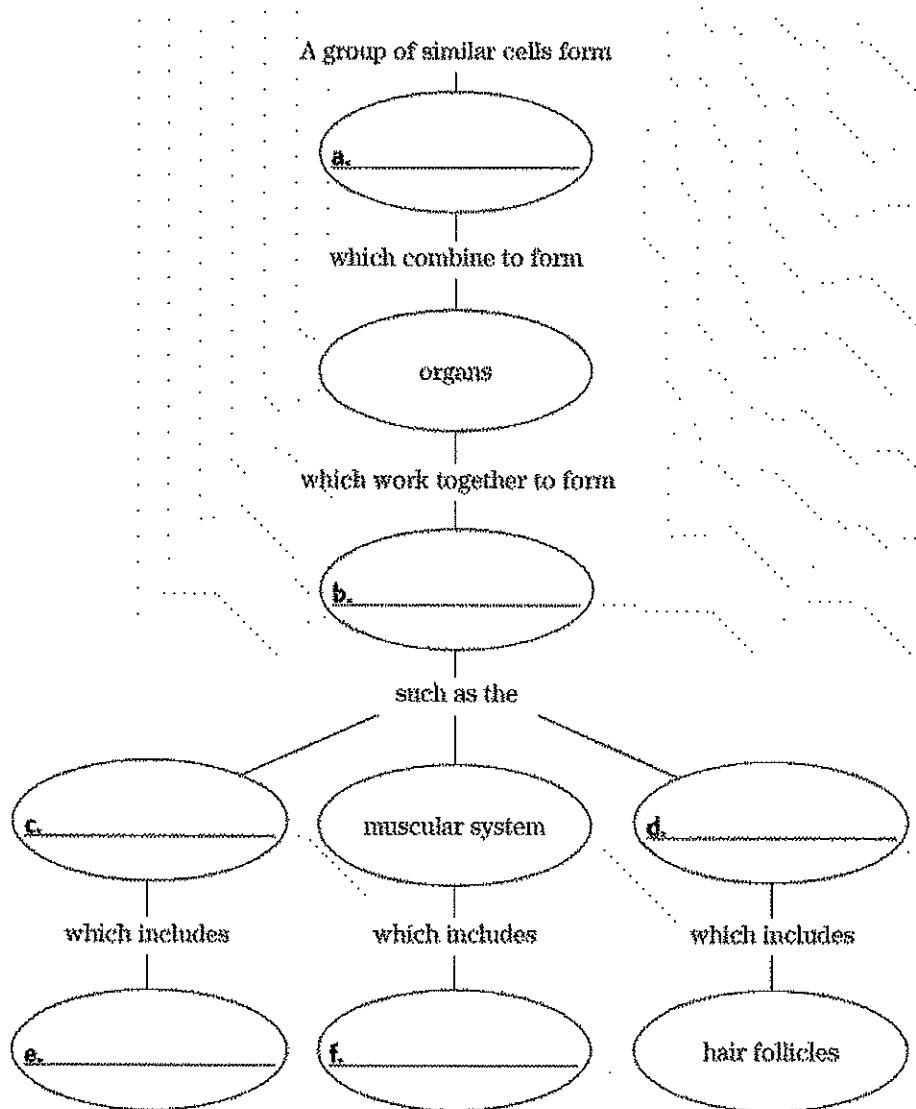 A group of similar cells form
a.
which combine to form
organs
which work together to form
b.
such as the
c.
muscular system
d.
which includes
which includes
which includes
e.
f.
hair follicles